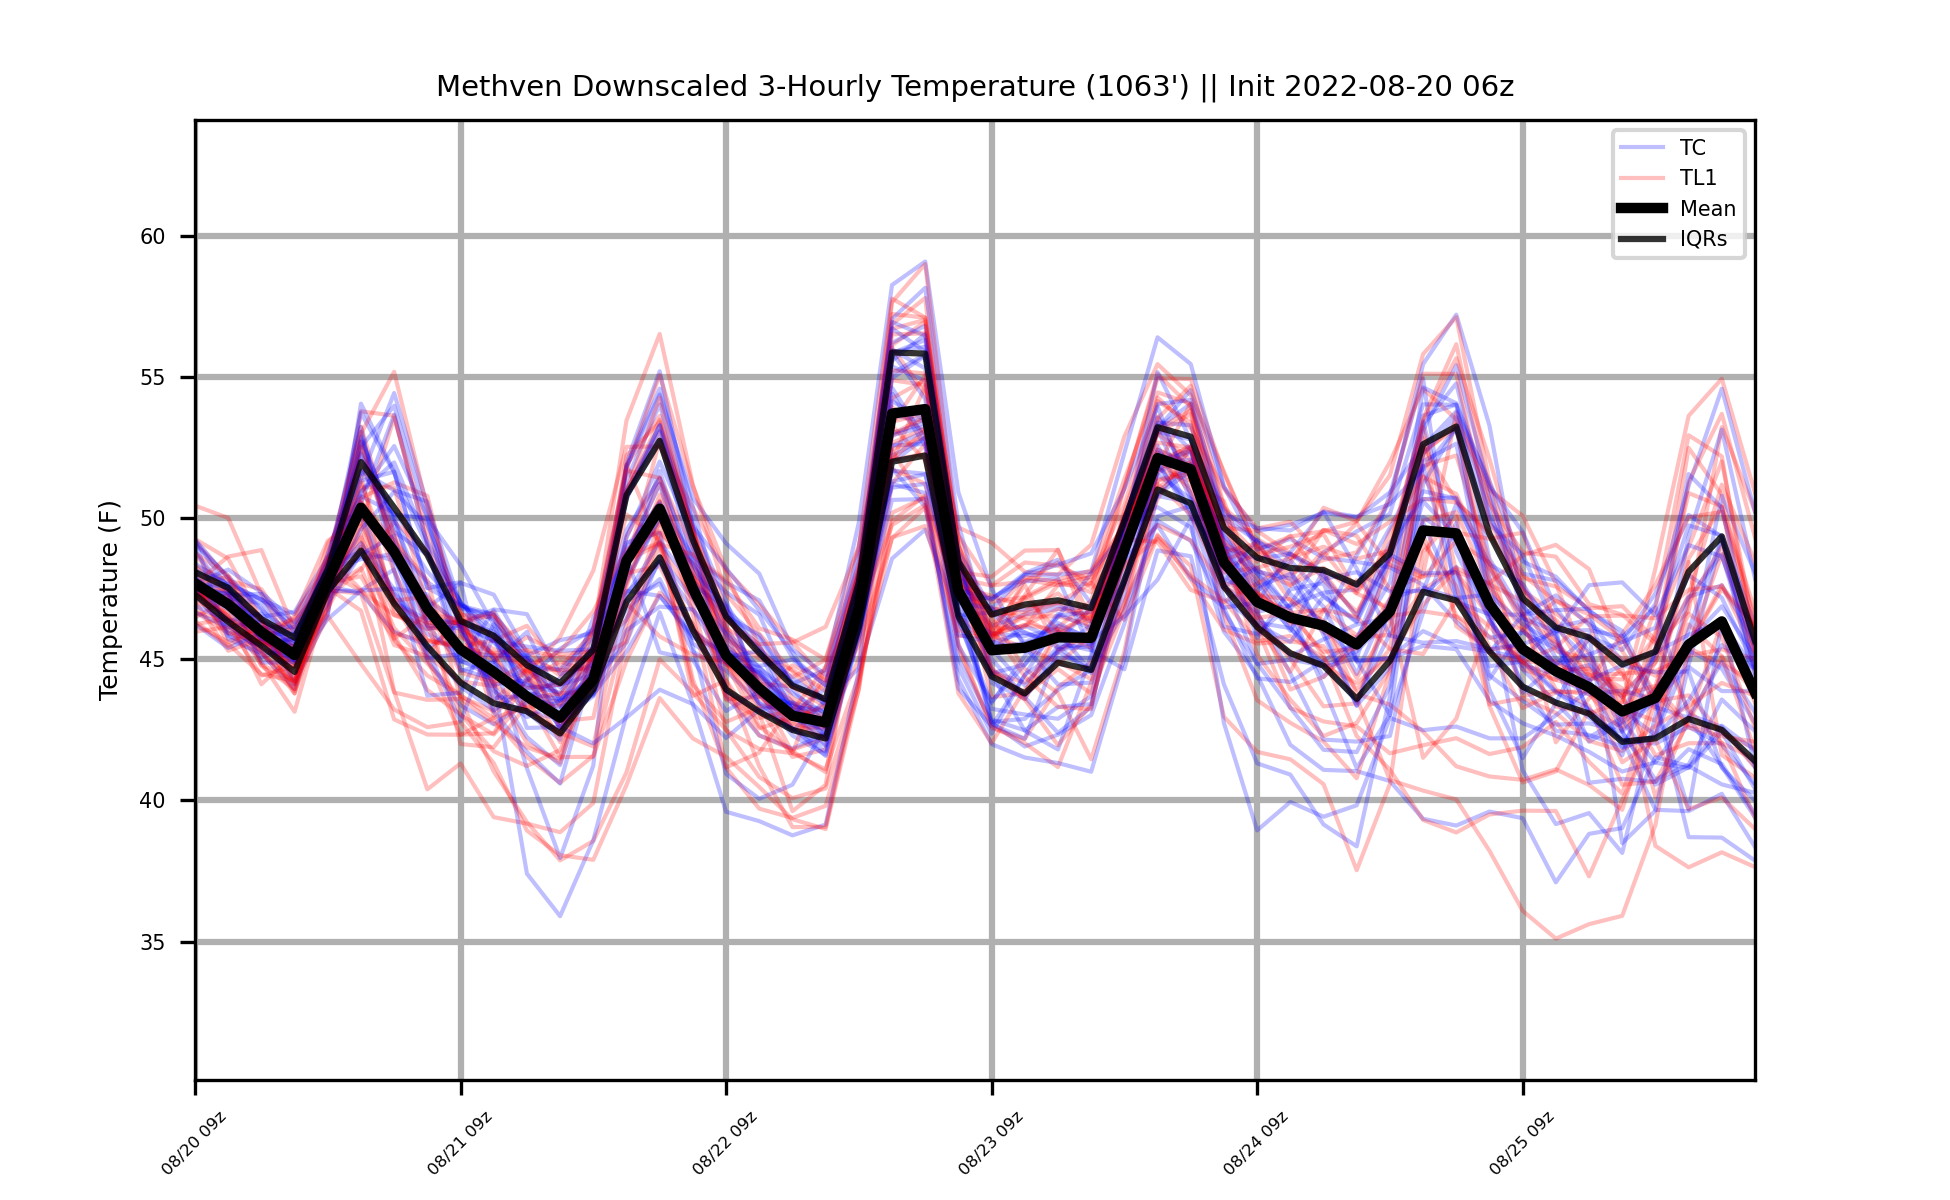 Methven Downscaled 3-Hourly Temperature (1063') || Init 2022-08-20 06z
TC
TL1
Mean
IQRs
Temperature (F)
60
55
50
45
40
35
08/20 09z
08/21 09z
08/22 09z
08/23 09z
08/24 09z
08/25 09z